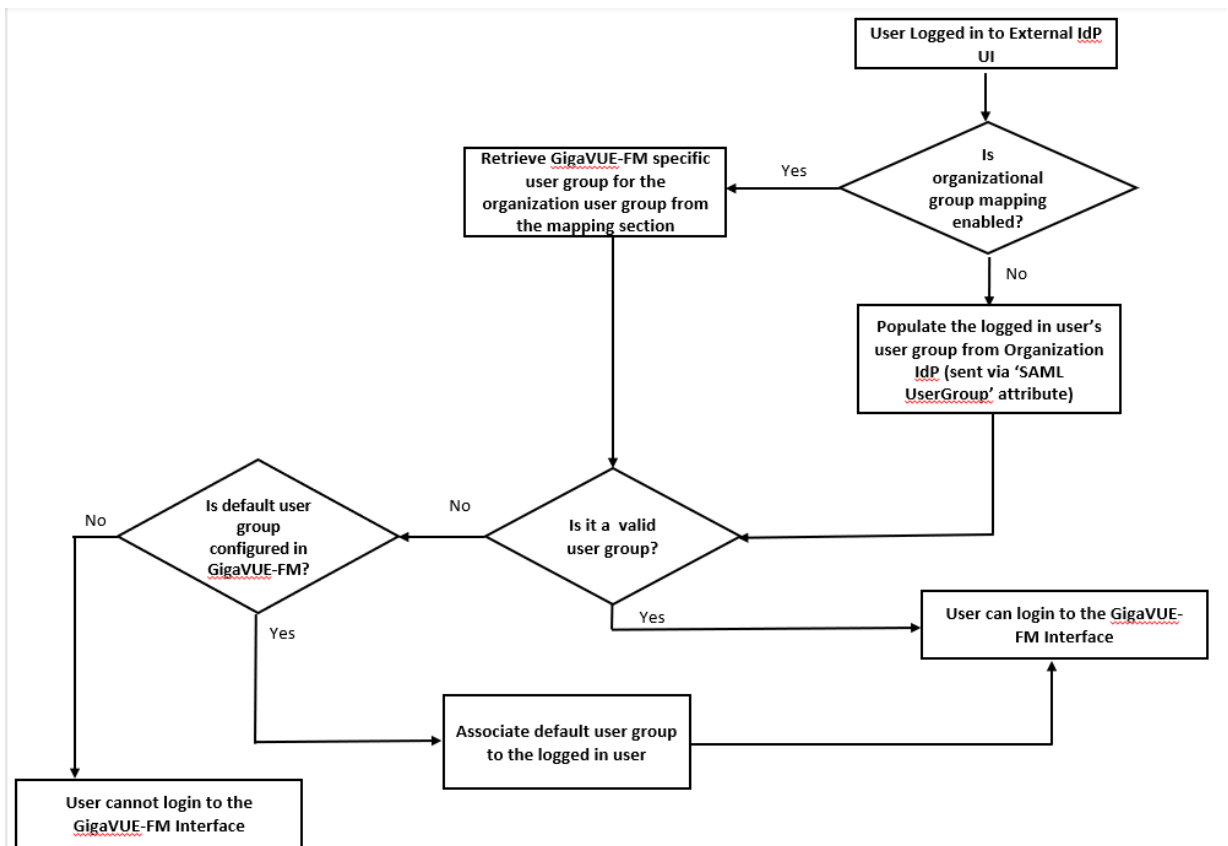 User Logged in to External IdP
UI
Is
organizational
group mapping
enabled?
Yes
Retrieve GigaVUE-FM specific
user group for the
organization user group from
the mapping section
No
Populate the logged in user's
user group from Organization
IdP (sent via 'SAML
UserGroup' attribute)
Is it a valid
user group?
No
Is default user
group
configured in
GigaVUE-FM?
No
Yes
Yes
User can login to the GigaVUE-
FM Interface
Associate default user group
to the logged in user
User cannot login to the
GigaVUE-FM Interface